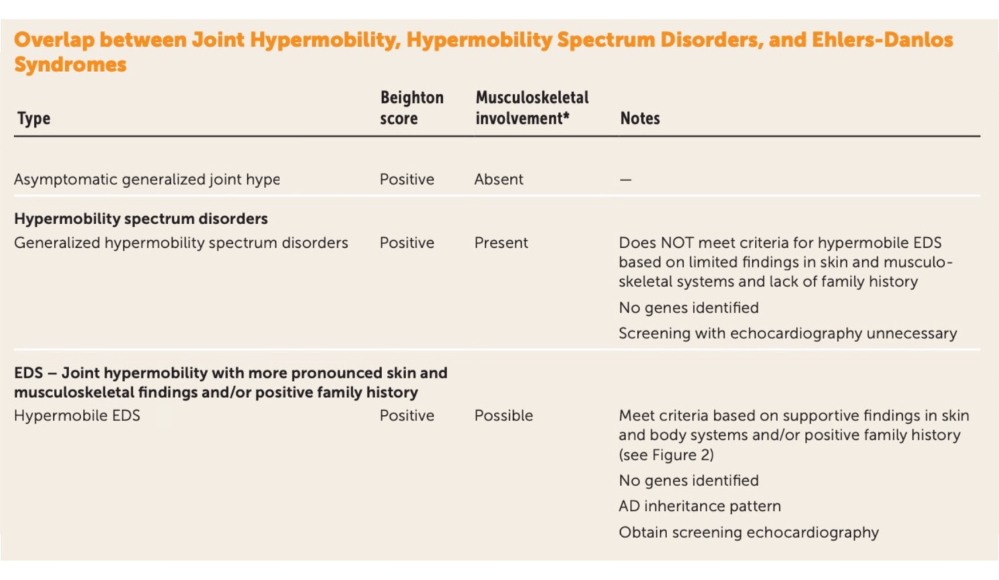 Overlap between Joint Hypermobility, Hypermobility Spectrum Disorders, and Ehlers-Danlos
Syndromes
Type
Beighton
score
Musculoskeletal
involvement*
Notes
Asymptomatic generalized joint hype
Positive
Absent
—
Hypermobility spectrum disorders
Generalized hypermobility spectrum disorders
Positive
Present
Does NOT meet criteria for hypermobile EDS
based on limited findings in skin and musculo-
skeletal systems and lack of family history
No genes identified
Screening with echocardiography unnecessary
EDS – Joint hypermobility with more pronounced skin and
musculoskeletal findings and/or positive family history
Hypermobile EDS
Positive
Possible
Meet criteria based on supportive findings in skin
and body systems and/or positive family history
(see Figure 2)
No genes identified
AD inheritance pattern
Obtain screening echocardiography